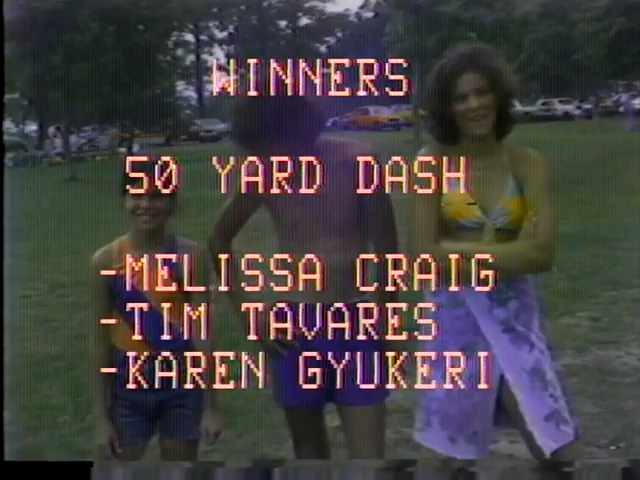 WINNERS
50 YARD DASH
-MELISSA CRAIG
-TIM TAVARES
-KAREN GYUKERI